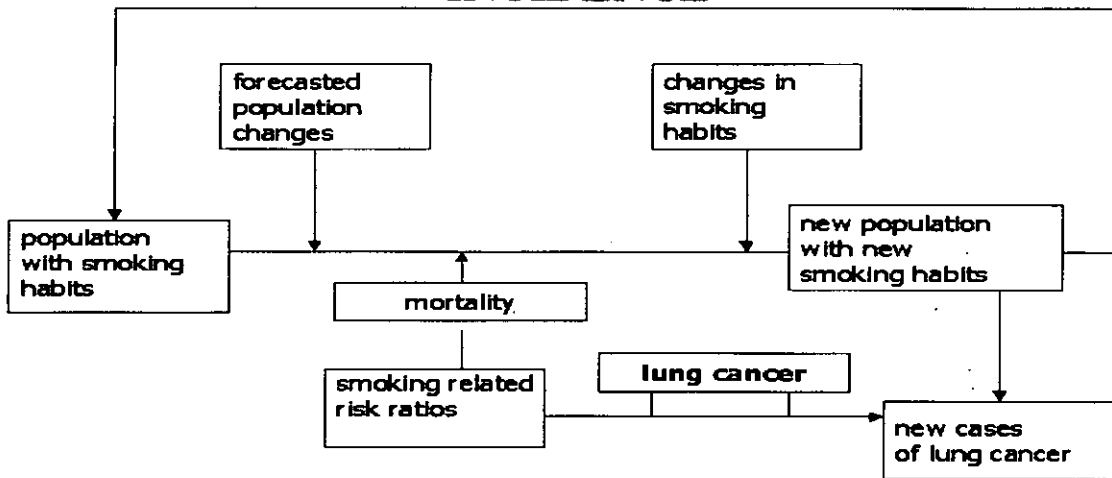 forecasted
population
changes
changes in
smoking
habits
population
with smoking
habits
new population
with new
smoking habits
mortality
smoking related
risk ratios
lung cancer
new cases
of lung cancer